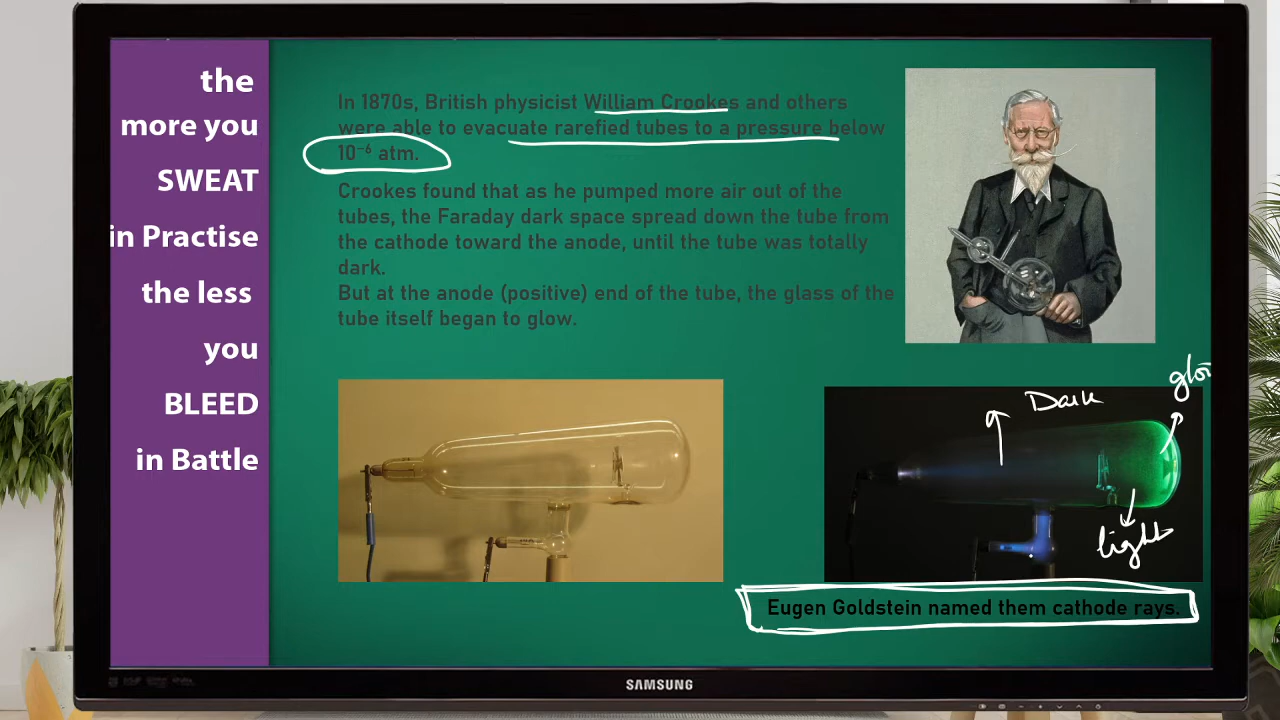 the
more you
SWEAT
in Practise
the less
you
BLEED
in Battle
In 1870s, British physicist William Crookes and others
were able to evacuate rarefied tubes to a pressure below
10⁻⁶ atm.
Crookes found that as he pumped more air out of the
tubes, the Faraday dark space spread down the tube from
the cathode toward the anode, until the tube was totally
dark.
But at the anode (positive) end of the tube, the glass of the
tube itself began to glow.
glow
Dark
light
Eugen Goldstein named them cathode rays.
SAMSUNG